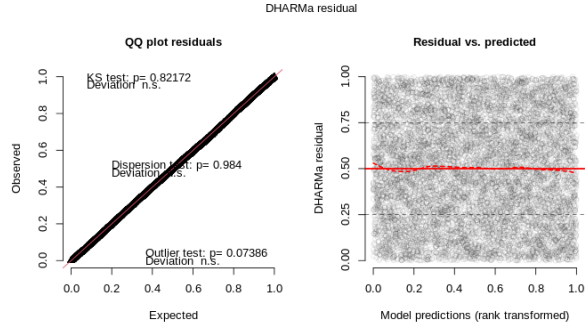 DHARMa residual
QQ plot residuals
KS test: p= 0.82172
Deviation n.s.
Dispersion test: p= 0.984
Deviation n.s.
Outlier test: p= 0.07386
Deviation n.s.
Observed
0.0 0.2 0.4 0.6 0.8 1.0
0.0 0.2 0.4 0.6 0.8 1.0
Expected
Residual vs. predicted
DHARMa residual
0.00 0.25 0.50 0.75 1.00
0.0 0.2 0.4 0.6 0.8 1.0
Model predictions (rank transformed)